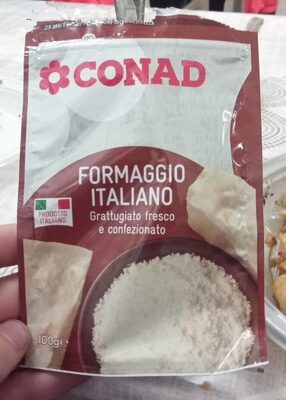 CONAD
FORMAGGIO
ITALIANO
Grattugiato fresco
e confezionato
PRODOTTO
ITALIANO
100g e